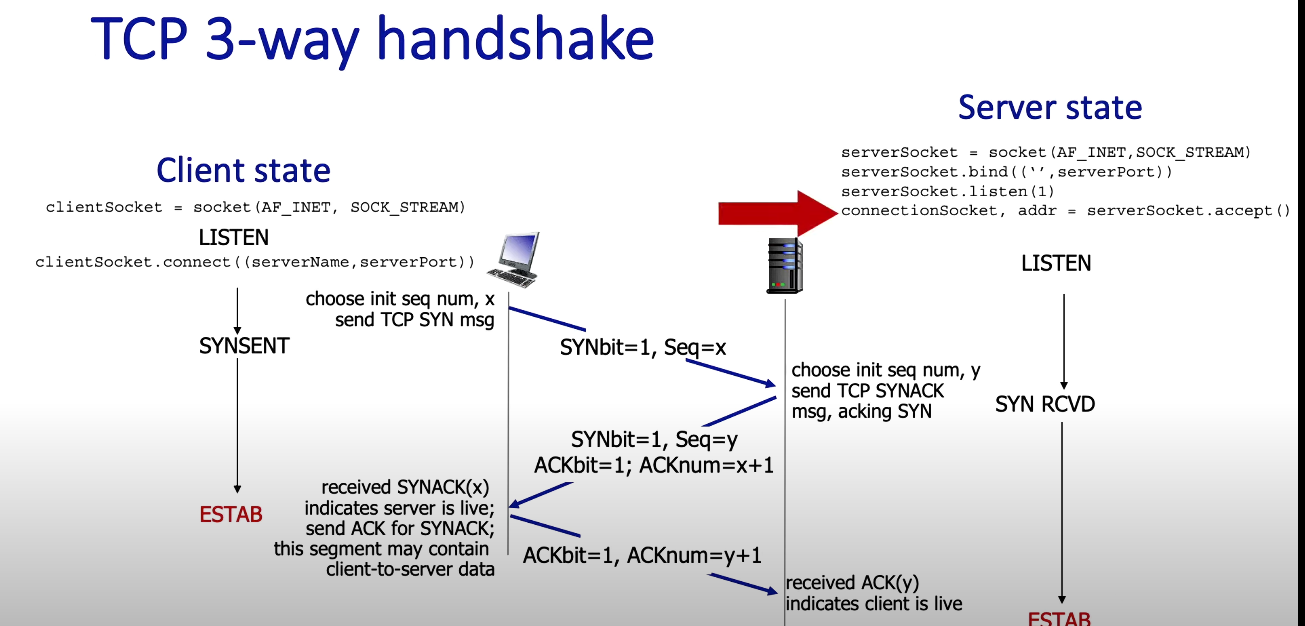 TCP 3-way handshake
Client state
clientSocket = socket(AF_INET, SOCK_STREAM)
LISTEN
clientSocket.connect((serverName,serverPort))
SYNSENT
ESTAB
choose init seq num, x
send TCP SYN msg
SYNbit=1, Seq=x
SYNbit=1, Seq=y
ACKbit=1; ACKnum=x+1
received SYNACK(x)
indicates server is live;
send ACK for SYNACK;
this segment may contain
client-to-server data
ACKbit=1, ACKnum=y+1
Server state
serverSocket = socket(AF_INET,SOCK_STREAM)
serverSocket.bind((‘’,serverPort))
serverSocket.listen(1)
connectionSocket, addr = serverSocket.accept()
LISTEN
choose init seq num, y
send TCP SYNACK
msg, acking SYN
SYN RCVD
received ACK(y)
indicates client is live
ESTAB